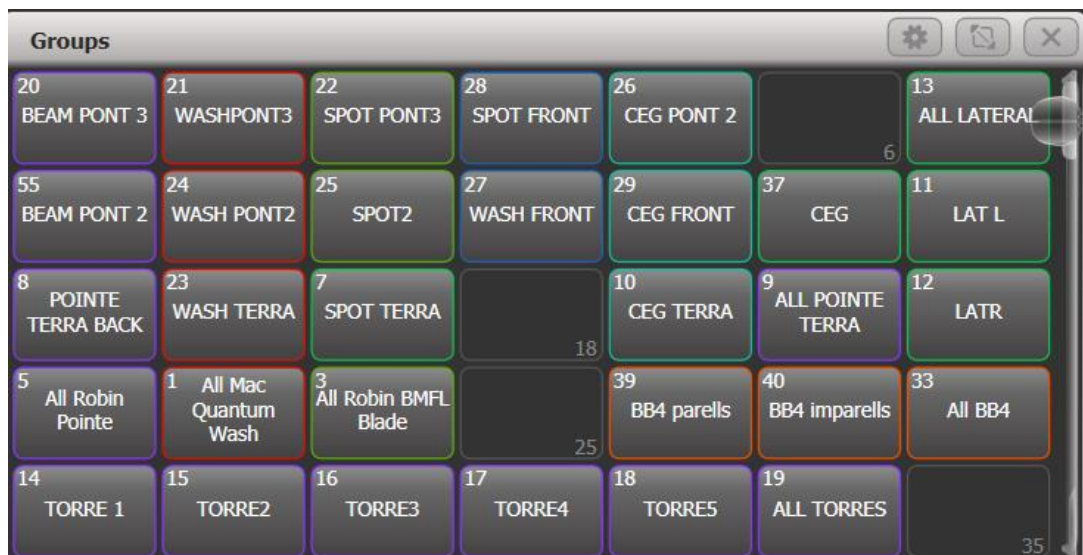 Groups
20
BEAM PONT 3
21
WASHPONT3
22
SPOT PONT3
28
SPOT FRONT
26
CEG PONT 2
6
13
ALL LATERAL
55
BEAM PONT 2
24
WASH PONT2
25
SPOT2
27
WASH FRONT
29
CEG FRONT
37
CEG
11
LAT L
8
POINTE
TERRA BACK
23
WASH TERRA
7
SPOT TERRA
18
10
CEG TERRA
9
ALL POINTE
TERRA
12
LATR
5
All Robin
Pointe
1
All Mac
Quantum
Wash
3
All Robin BMFL
Blade
25
39
BB4 parells
40
BB4 imparells
33
All BB4
14
TORRE 1
15
TORRE2
16
TORRE3
17
TORRE4
18
TORRE5
19
ALL TORRES
35